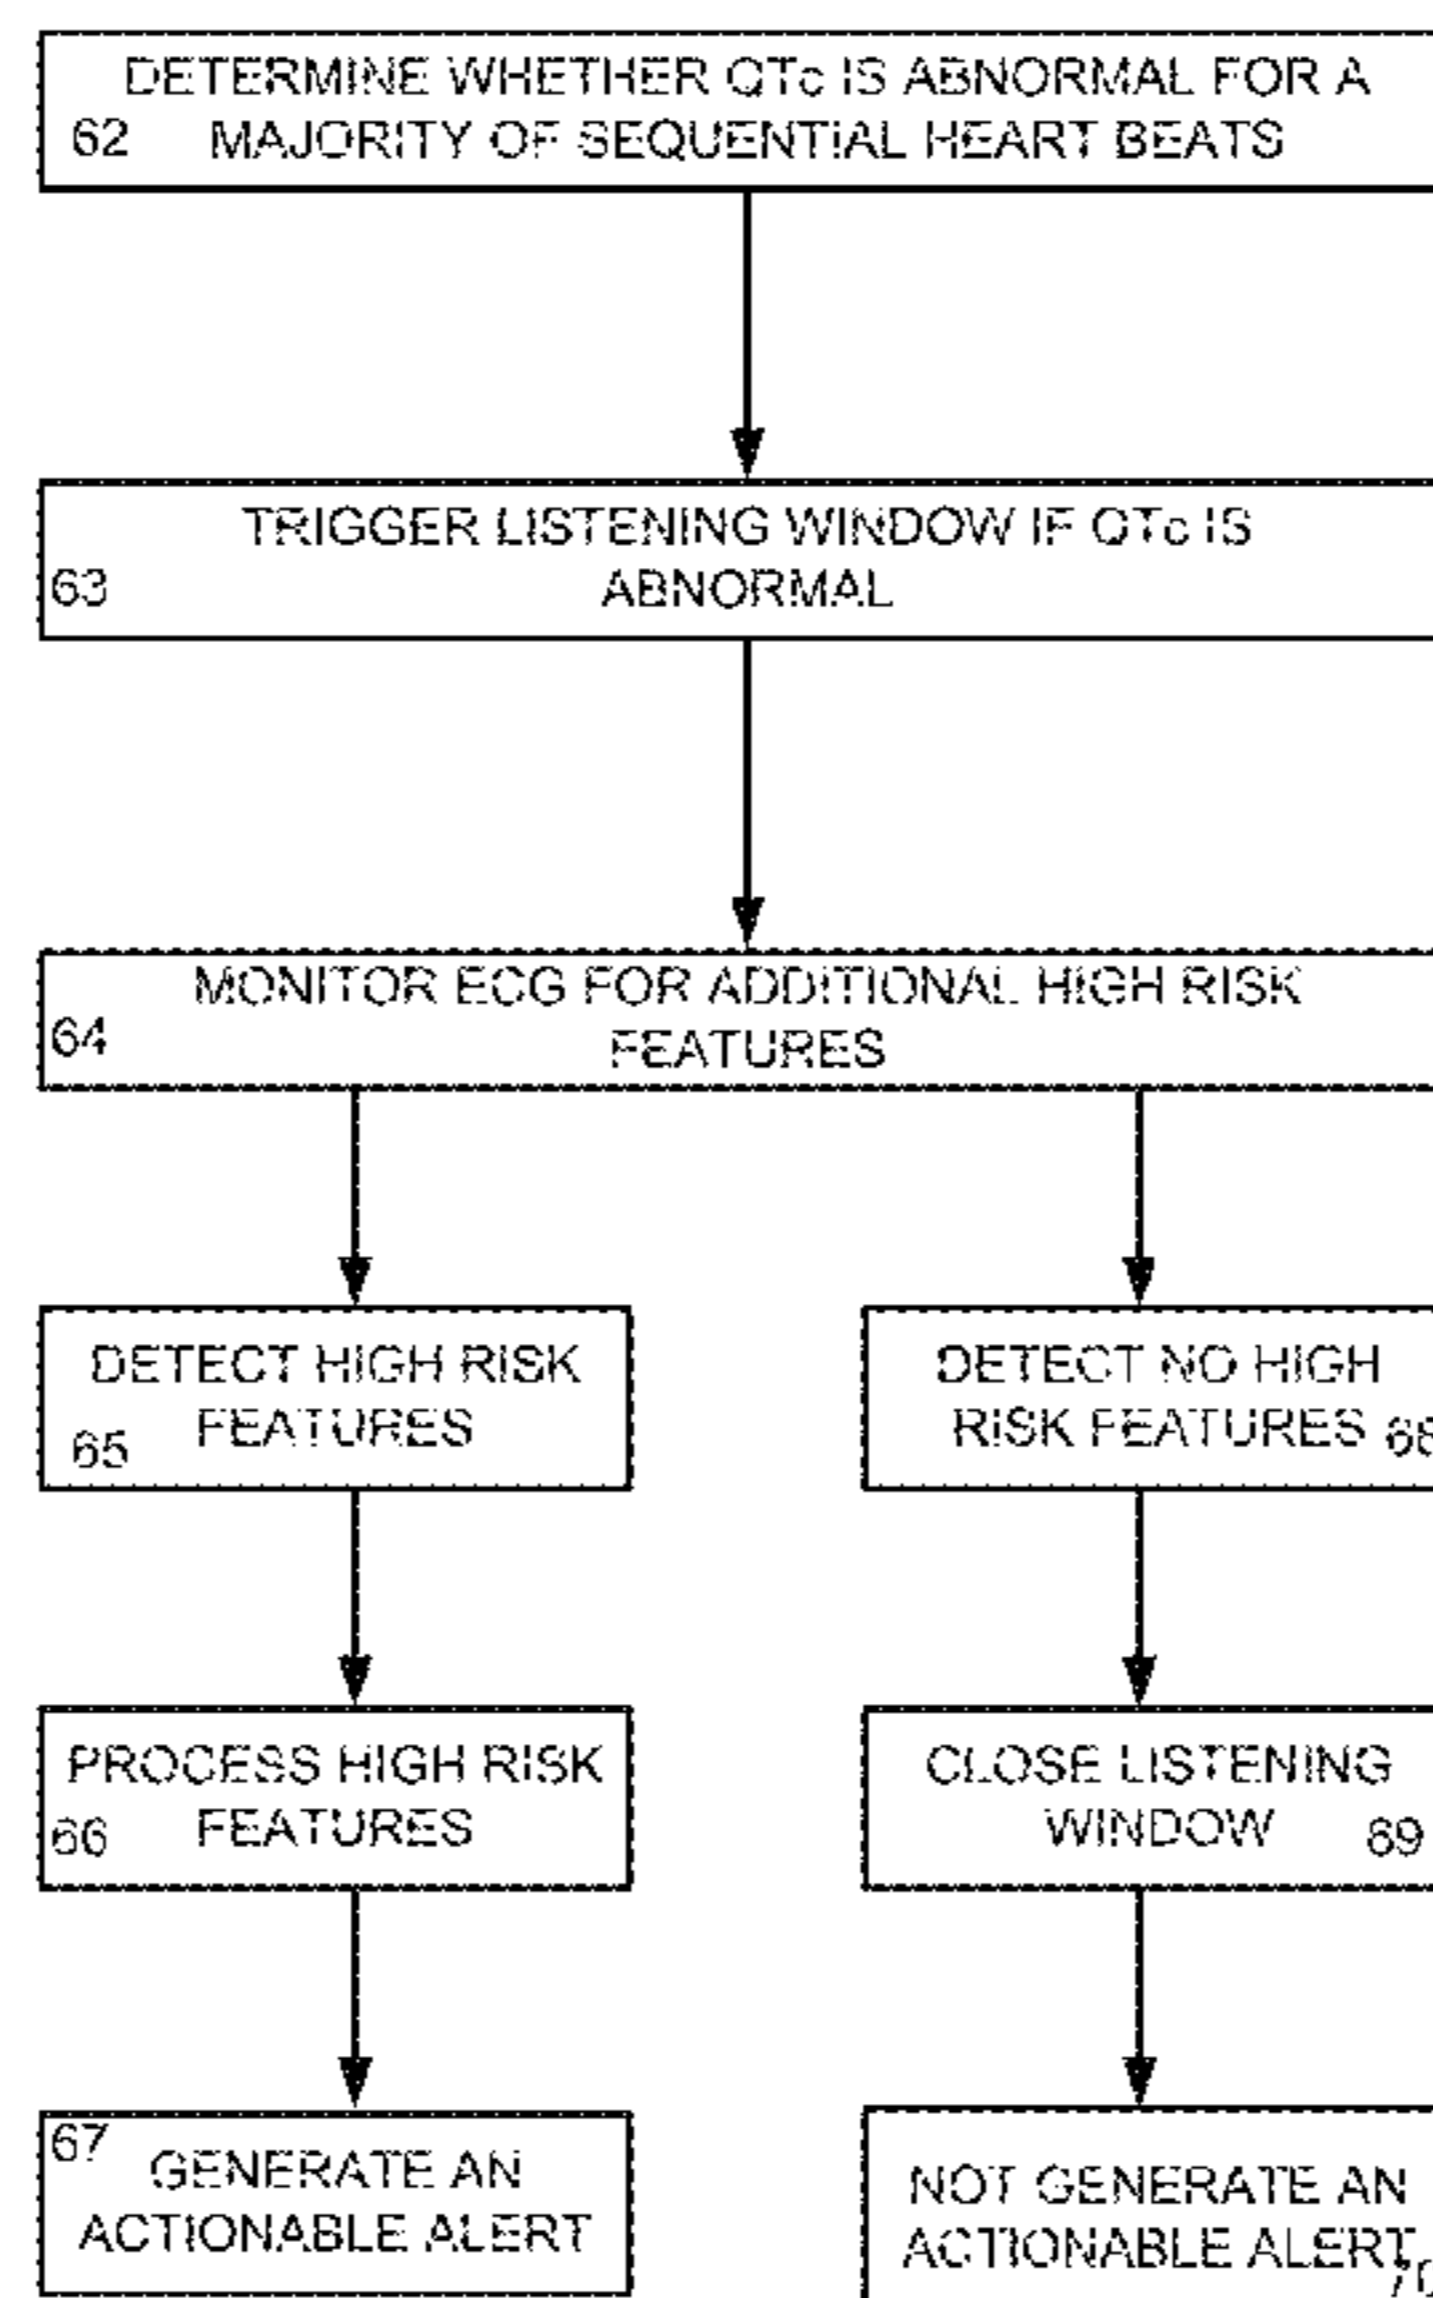 DETERMINE WHETHER QTc IS ABNORMAL FOR A
62 MAJORITY OF SEQUENTIAL HEART BEATS
TRIGGER LISTENING WINDOW IF QTc IS
63 ABNORMAL
MONITOR ECG FOR ADDITIONAL HIGH RISK
64 FEATURES
DETECT HIGH RISK
65 FEATURES
DETECT NO HIGH
RISK FEATURES 68
PROCESS HIGH RISK
66 FEATURES
CLOSE LISTENING
WINDOW 69
67
GENERATE AN
ACTIONABLE ALERT
NOT GENERATE AN
ACTIONABLE ALERT
70